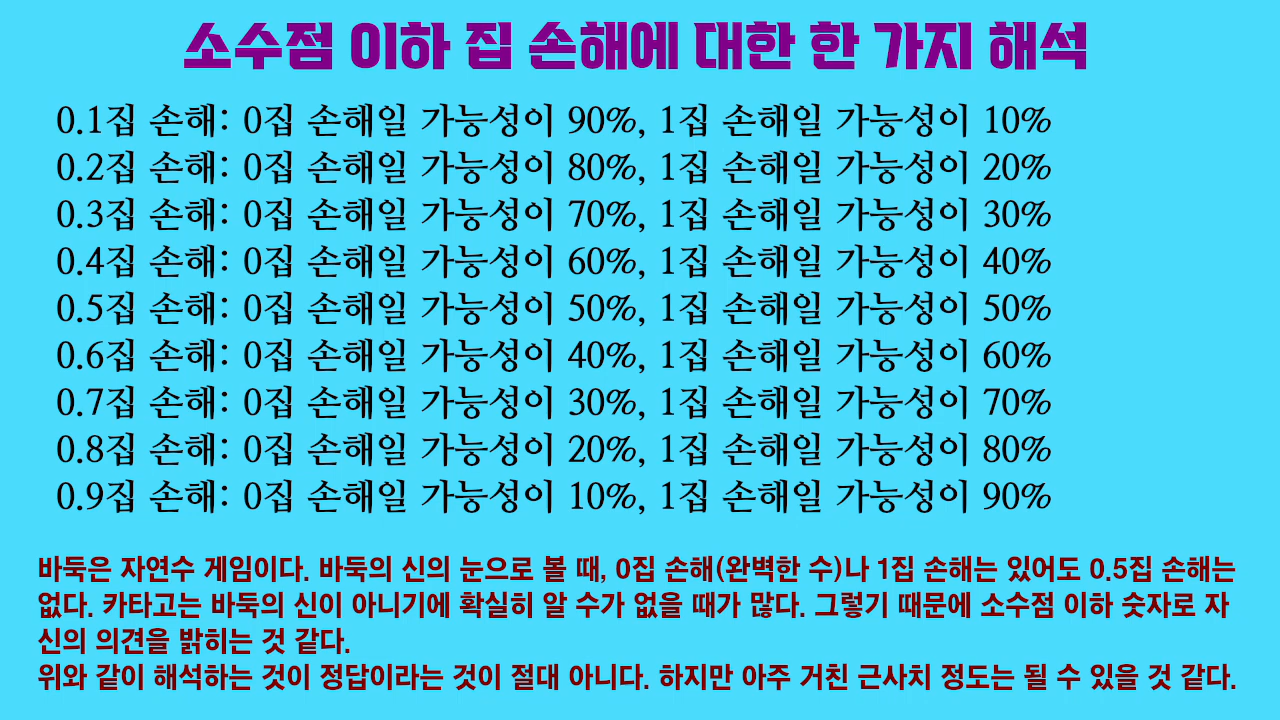 소수점 이하 집 손해에 대한 한 가지 해석
0.1집 손해: 0집 손해일 가능성이 90%, 1집 손해일 가능성이 10%
0.2집 손해: 0집 손해일 가능성이 80%, 1집 손해일 가능성이 20%
0.3집 손해: 0집 손해일 가능성이 70%, 1집 손해일 가능성이 30%
0.4집 손해: 0집 손해일 가능성이 60%, 1집 손해일 가능성이 40%
0.5집 손해: 0집 손해일 가능성이 50%, 1집 손해일 가능성이 50%
0.6집 손해: 0집 손해일 가능성이 40%, 1집 손해일 가능성이 60%
0.7집 손해: 0집 손해일 가능성이 30%, 1집 손해일 가능성이 70%
0.8집 손해: 0집 손해일 가능성이 20%, 1집 손해일 가능성이 80%
0.9집 손해: 0집 손해일 가능성이 10%, 1집 손해일 가능성이 90%
바둑은 자연수 게임이다. 바둑의 신의 눈으로 볼 때, 0집 손해(완벽한 수)나 1집 손해는 있어도 0.5집 손해는
없다. 카타고는 바둑의 신이 아니기에 확실히 알 수가 없을 때가 많다. 그렇기 때문에 소수점 이하 숫자로 자
신의 의견을 밝히는 것 같다.
위와 같이 해석하는 것이 정답이라는 것이 절대 아니다. 하지만 아주 거친 근사치 정도는 될 수 있을 것 같다.